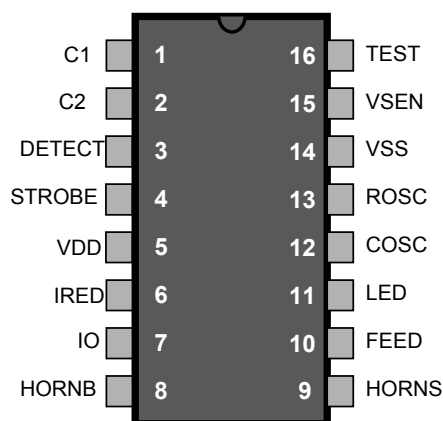 C1 1 16 TEST
C2 2 15 VSEN
DETECT 3 14 VSS
STROBE 4 13 ROSC
VDD 5 12 COSC
IRED 6 11 LED
IO 7 10 FEED
HORNB 8 9 HORNS